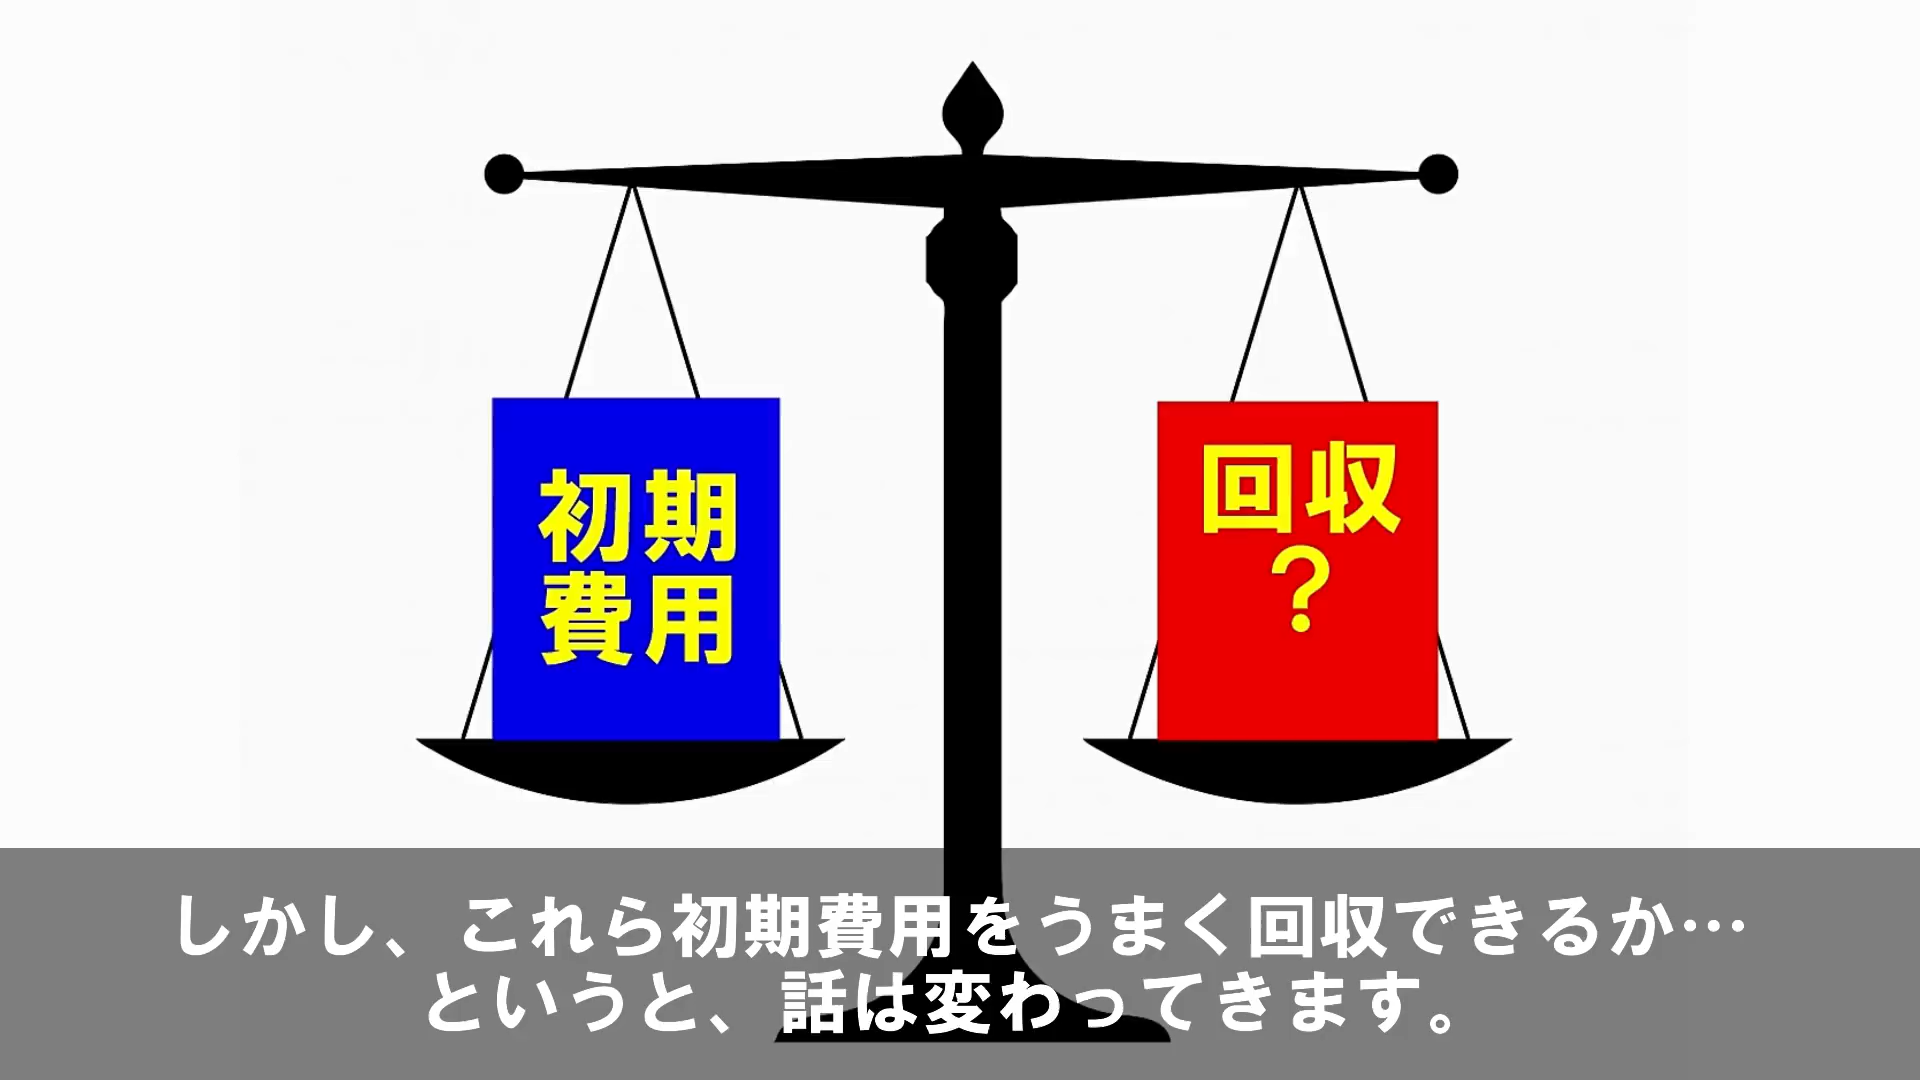 初期
費用
回収
？
しかし、これら初期費用をうまく回収できるか…
というと、話は変わってきます。